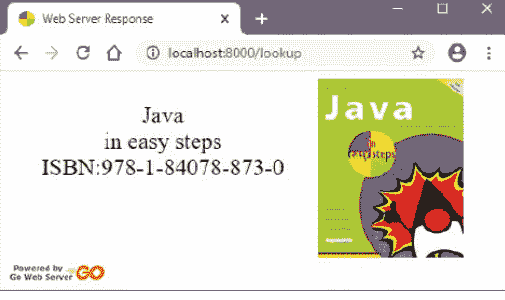 Web Server Response
localhost:8000/lookup
Java
in easy steps
ISBN:978-1-84078-873-0
Java
in
easy steps
Powered by
Go Web Server
GO